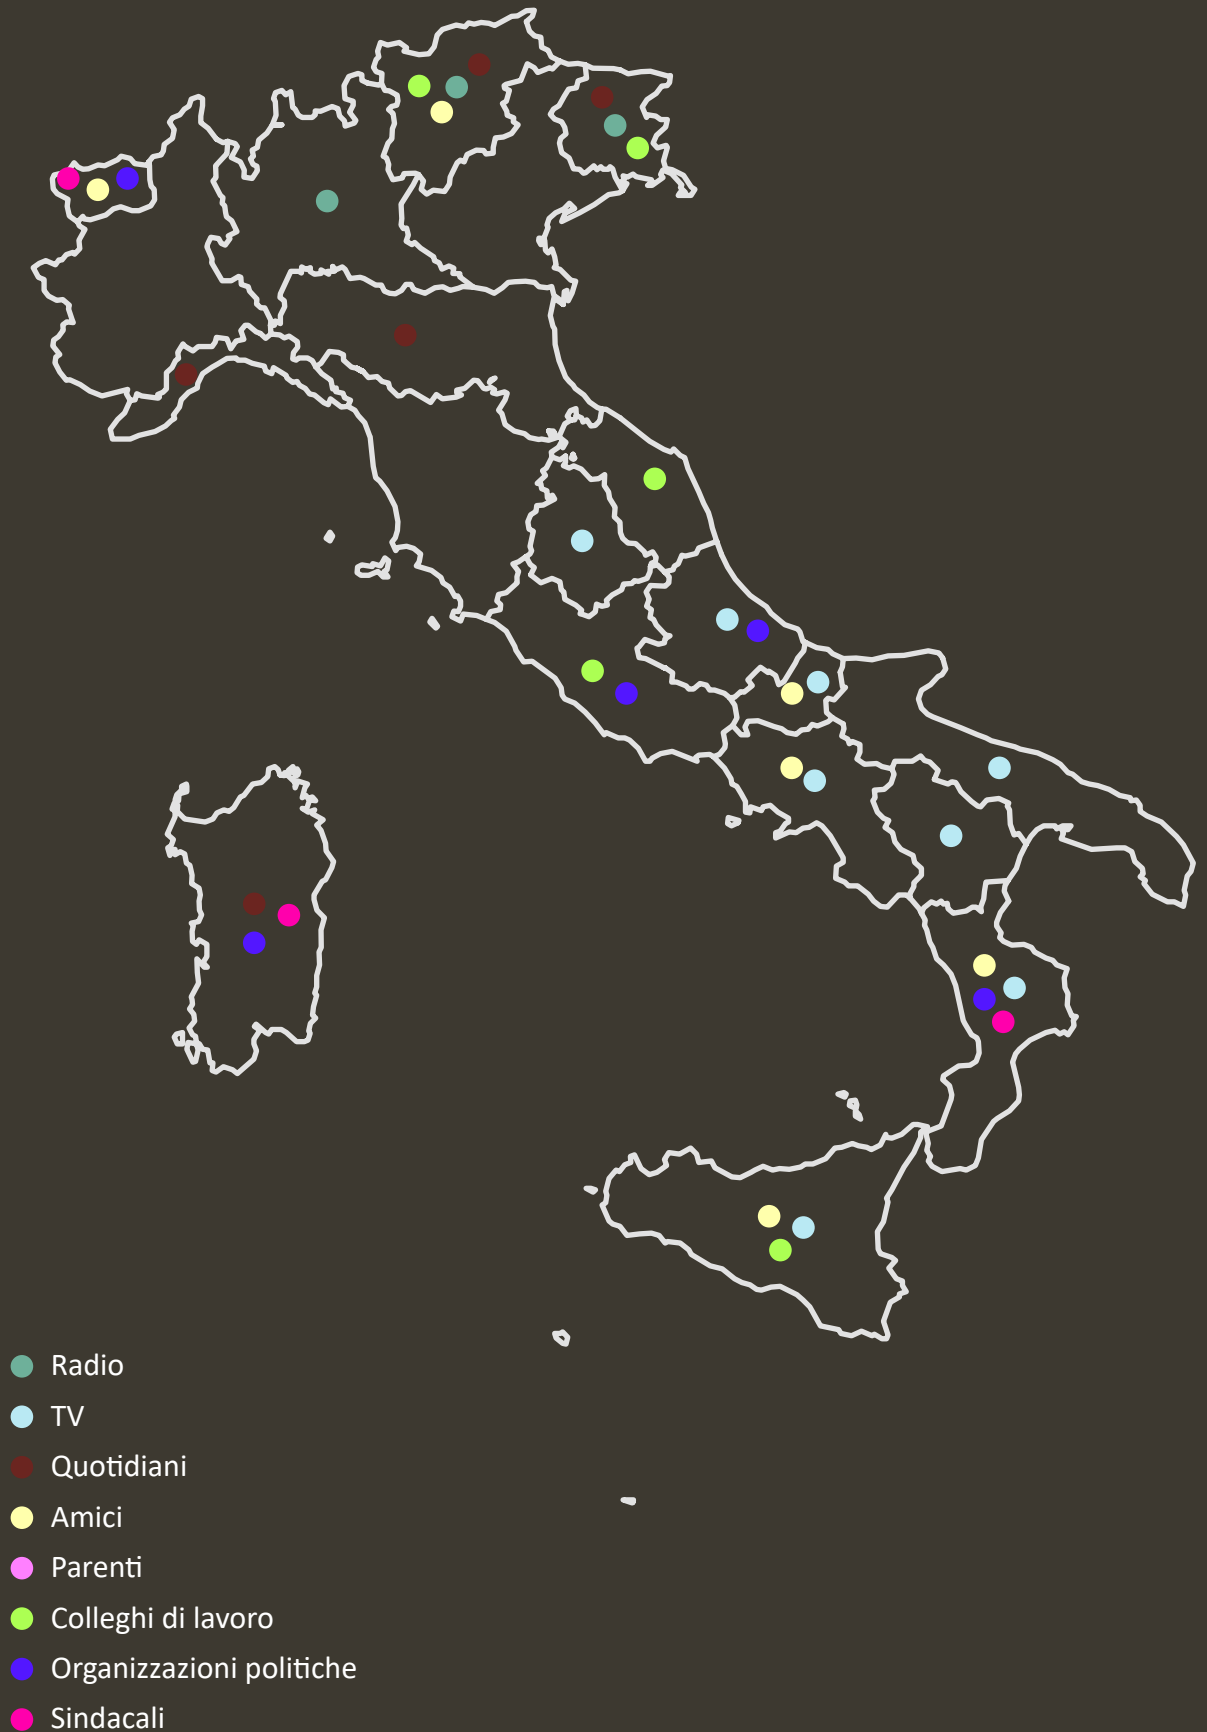 Radio
TV
Quotidiani
Amici
Parenti
Colleghi di lavoro
Organizzazioni politiche
Sindacali